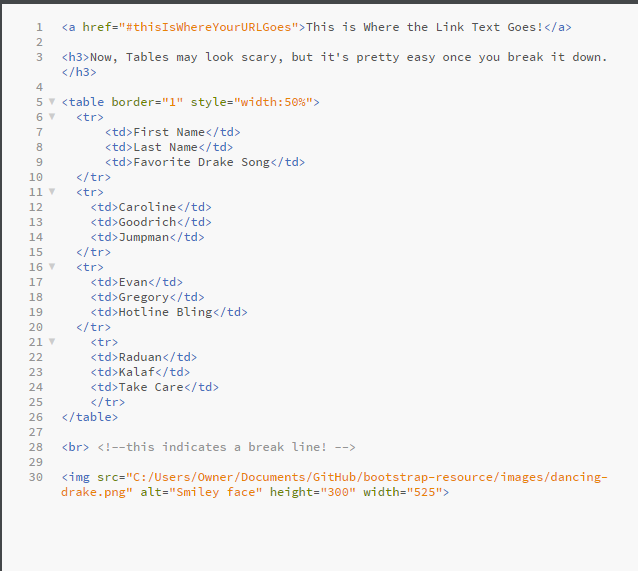 1 <a href="#thisIsWhereYourURLGoes">This is Where the Link Text Goes!</a>
2
3 <h3>Now, Tables may look scary, but it's pretty easy once you break it down.
</h3>
4
5 <table border="1" style="width:50%">
6 <tr>
7 <td>First Name</td>
8 <td>Last Name</td>
9 <td>Favorite Drake Song</td>
10 </tr>
11 <tr>
12 <td>Caroline</td>
13 <td>Goodrich</td>
14 <td>Jumpman</td>
15 </tr>
16 <tr>
17 <td>Evan</td>
18 <td>Gregory</td>
19 <td>Hotline Bling</td>
20 </tr>
21 <tr>
22 <td>Raduan</td>
23 <td>Kalaf</td>
24 <td>Take Care</td>
25 </tr>
26 </table>
27
28 <br> <!--this indicates a break line! -->
29
30 <img src="C:/Users/Owner/Documents/GitHub/bootstrap-resource/images/dancing-
drake.png" alt="Smiley face" height="300" width="525">